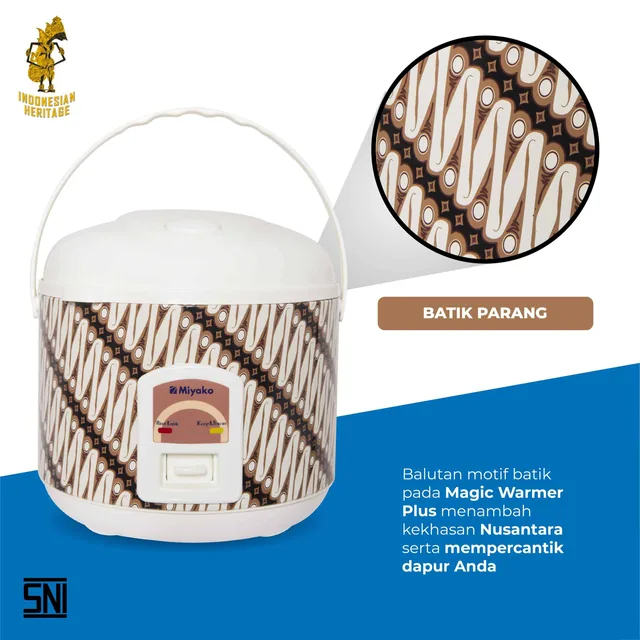 INDONESIAN
HERITAGE
BATIK PARANG
Miyako
Balutan motif batik
pada Magic Warmer
Plus menambah
kekhasan Nusantara
serta mempercantik
dapur Anda
SNI